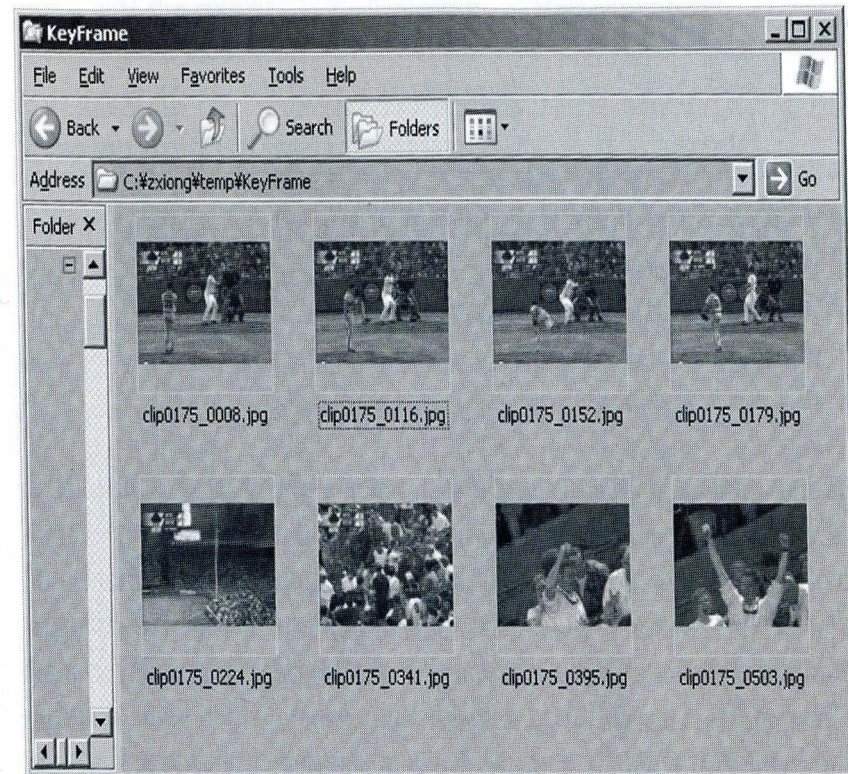 KeyFrame
File Edit View Favorites Tools Help
Back Search Folders
Address C:¥zxiong¥temp¥KeyFrame Go
Folder X
clip0175_0008.jpg clip0175_0116.jpg clip0175_0152.jpg clip0175_0179.jpg
clip0175_0224.jpg clip0175_0341.jpg clip0175_0395.jpg clip0175_0503.jpg